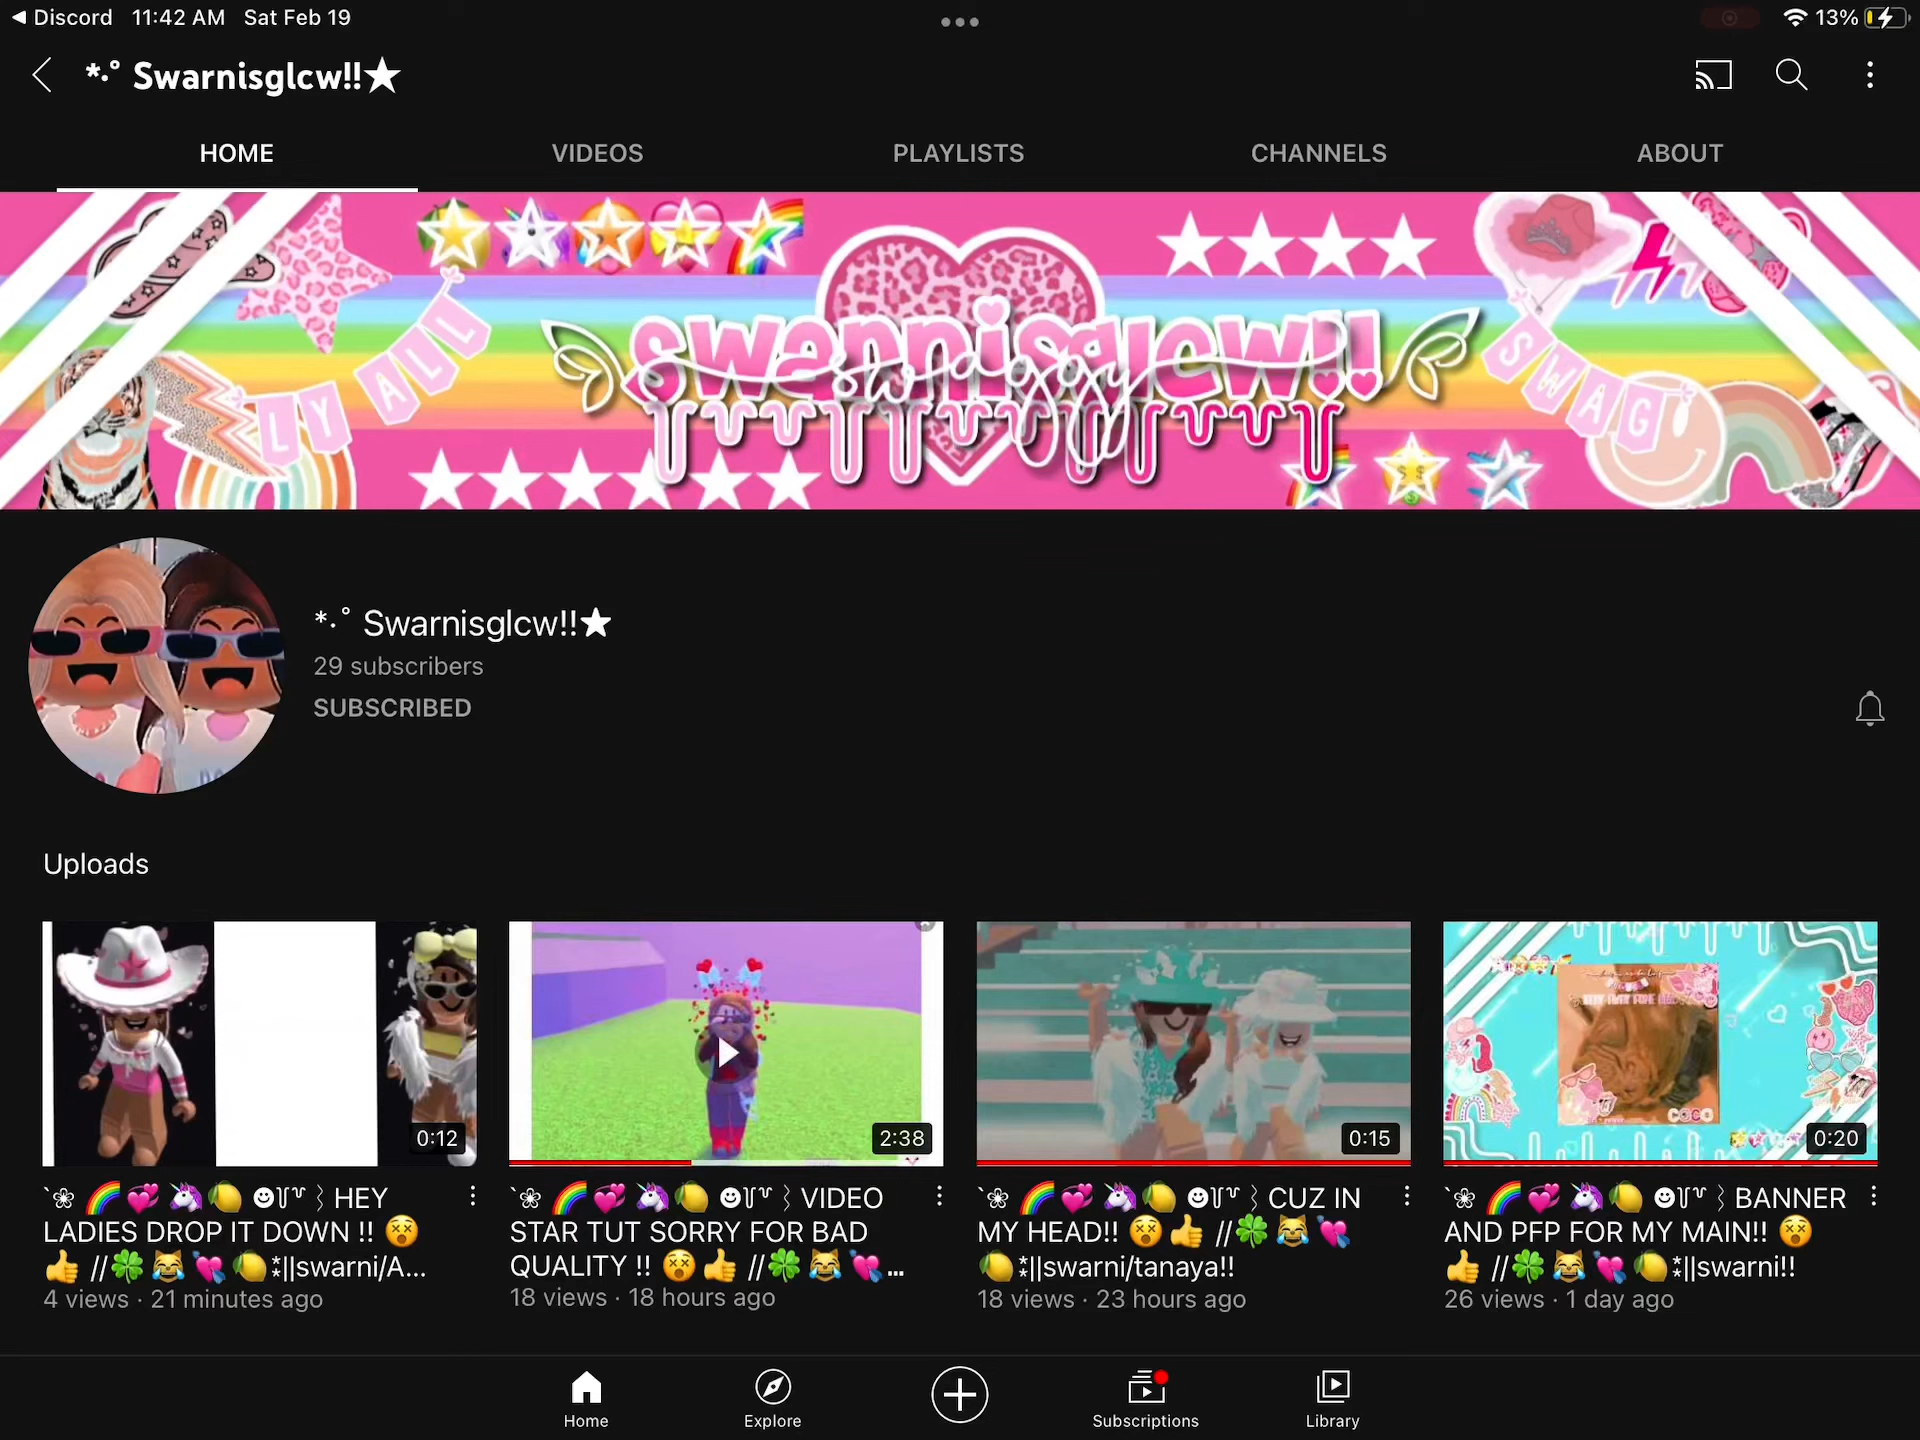 Discord 11:42 AM Sat Feb 19
13%
*·˚ Swarnisglcw!!★
HOME VIDEOS PLAYLISTS CHANNELS ABOUT
LY ALL
swarnisglcw!!
swaggy
SWAG
*·˚ Swarnisglcw!!★
29 subscribers
SUBSCRIBED
Uploads
0:12
2:38
0:15
COCO
0:20
🌈💞🦄🍋 HEY
LADIES DROP IT DOWN !! 😵
👍 //🍀😹💘🍋*||swarni/A...
4 views · 21 minutes ago
🌈💞🦄🍋 VIDEO
STAR TUT SORRY FOR BAD
QUALITY !! 😵👍 //🍀😹💘...
18 views · 18 hours ago
🌈💞🦄🍋 CUZ IN
MY HEAD!! 😵👍 //🍀😹💘
🍋*||swarni/tanaya!!
18 views · 23 hours ago
🌈💞🦄🍋 BANNER
AND PFP FOR MY MAIN!! 😵
👍 //🍀😹💘🍋*||swarni!!
26 views · 1 day ago
Home Explore Subscriptions Library